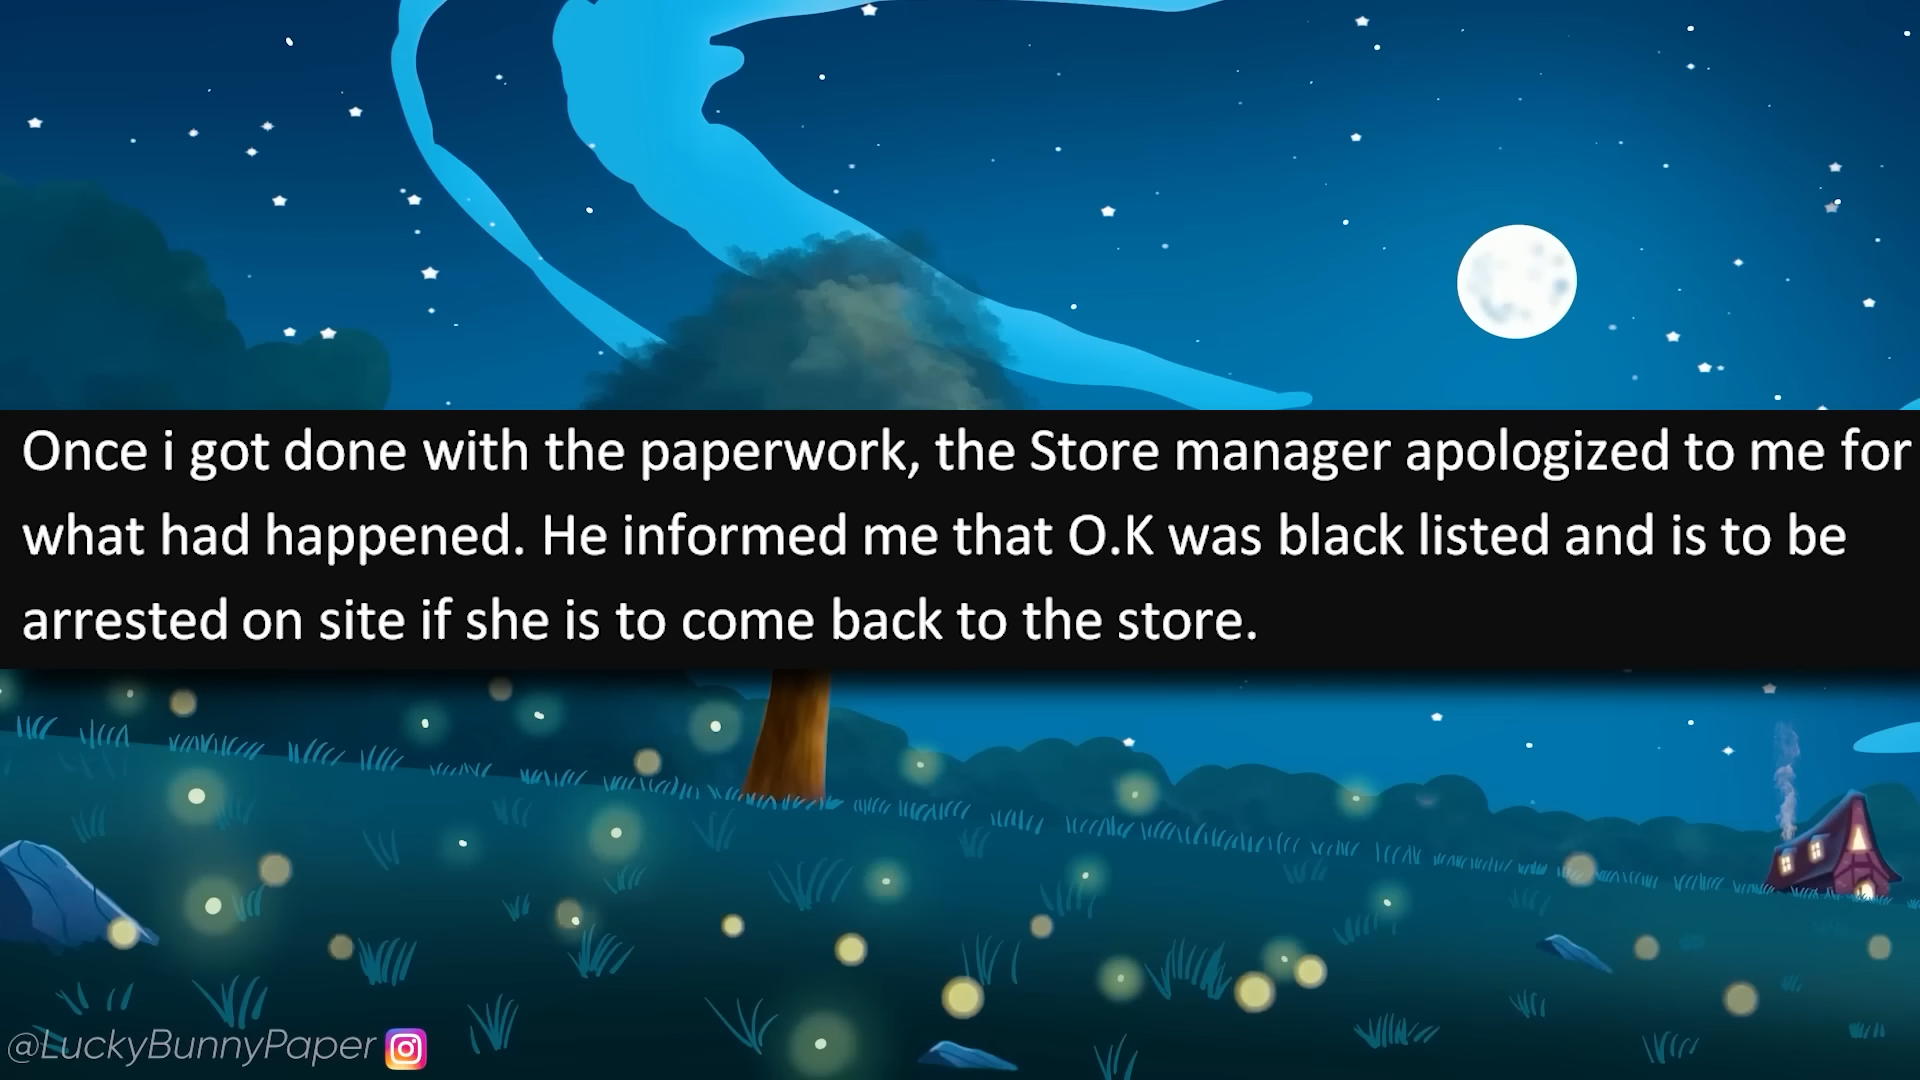 Once i got done with the paperwork, the Store manager apologized to me for
what had happened. He informed me that O.K was black listed and is to be
arrested on site if she is to come back to the store.
@LuckyBunnyPaper